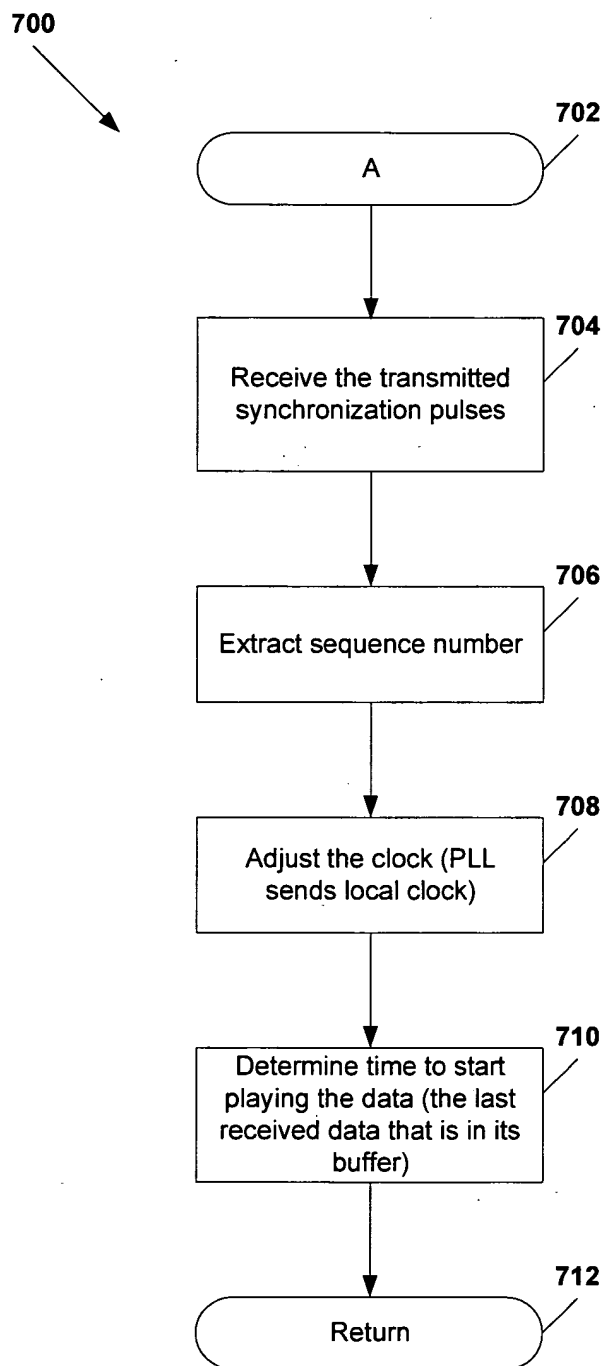 700
702
A
704
Receive the transmitted
synchronization pulses
706
Extract sequence number
708
Adjust the clock (PLL
sends local clock)
710
Determine time to start
playing the data (the last
received data that is in its
buffer)
712
Return